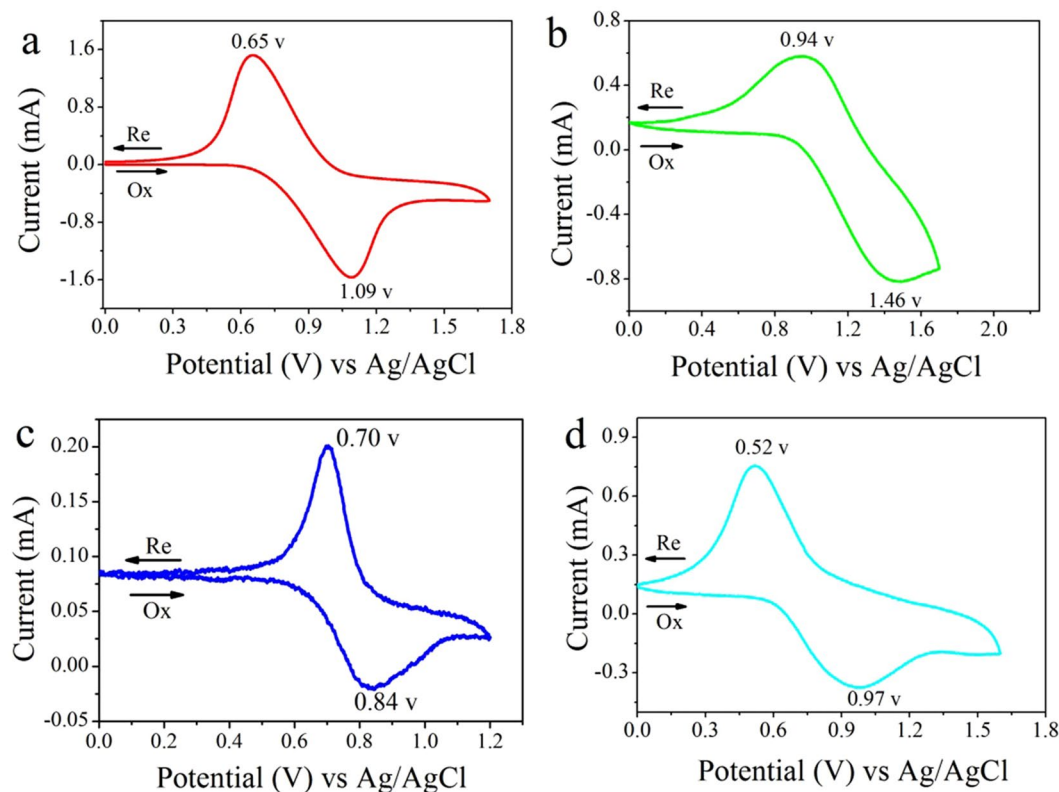 a
0.65 v
1.6
0.8
0.0
-0.8
-1.6
Current (mA)
Re
Ox
1.09 v
0.0 0.3 0.6 0.9 1.2 1.5 1.8
Potential (V) vs Ag/AgCl
b
0.94 v
0.8
0.4
0.0
-0.4
-0.8
Current (mA)
Re
Ox
1.46 v
0.0 0.4 0.8 1.2 1.6 2.0
Potential (V) vs Ag/AgCl
c
0.70 v
0.20
0.15
0.10
0.05
0.00
-0.05
Current (mA)
Re
Ox
0.84 v
0.0 0.2 0.4 0.6 0.8 1.0 1.2
Potential (V) vs Ag/AgCl
d
0.52 v
0.9
0.6
0.3
0.0
-0.3
Current (mA)
Re
Ox
0.97 v
0.0 0.3 0.6 0.9 1.2 1.5 1.8
Potential (V) vs Ag/AgCl